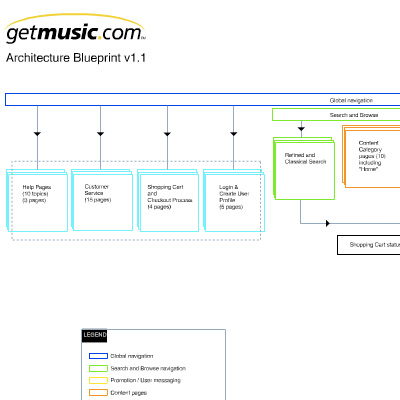 getmusic.com™
Architecture Blueprint v1.1
Global navigation
Search and Browse
Help Pages
(10 topics)
(3 pages)
Customer
Service
(15 pages)
Shopping Cart
and
Checkout Process
(4 pages)
Login &
Create User
Profile
(5 pages)
Refined and
Classical Search
Content
Category
pages (10)
including
"Home"
Shopping Cart status
LEGEND
Global navigation
Search and Browse navigation
Promotion / User messaging
Content pages